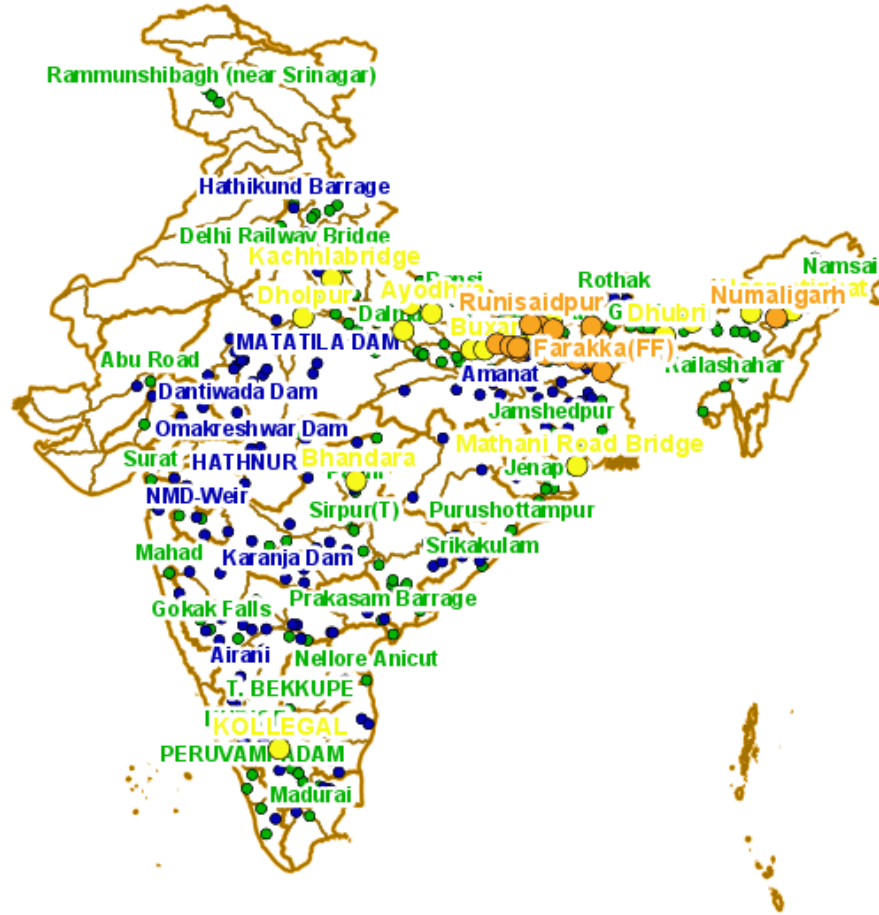 Rammunshibagh (near Srinagar)
Hathikund Barrage
Delhi Railway Bridge
Kachhlabridge
Namsai
Rothak
Dholpur
Ayodhya
Runisaidpur
Numaligarh
Dhubri
Buxar
MATATILA DAM
Farakka(FF)
Abu Road
Amanat
Kailashahar
Dantiwada Dam
Jamshedpur
Omakreshwar Dam
Mathani Road Bridge
Surat
HATHNUR
Bhandara
Jenap
NMD-Weir
Sirpur(T)
Purushottampur
Mahad
Karanja Dam
Srikakulam
Gokak Falls
Prakasam Barrage
Airani
Nellore Anicut
T. BEKKUPE
KOLLEGAL
PERUVAMPADAM
Madurai